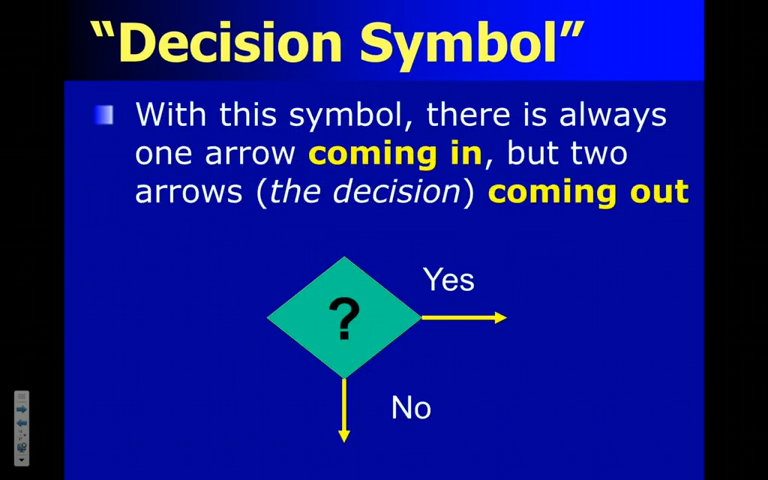 “Decision Symbol”
With this symbol, there is always
one arrow coming in, but two
arrows (the decision) coming out
Yes
?
No